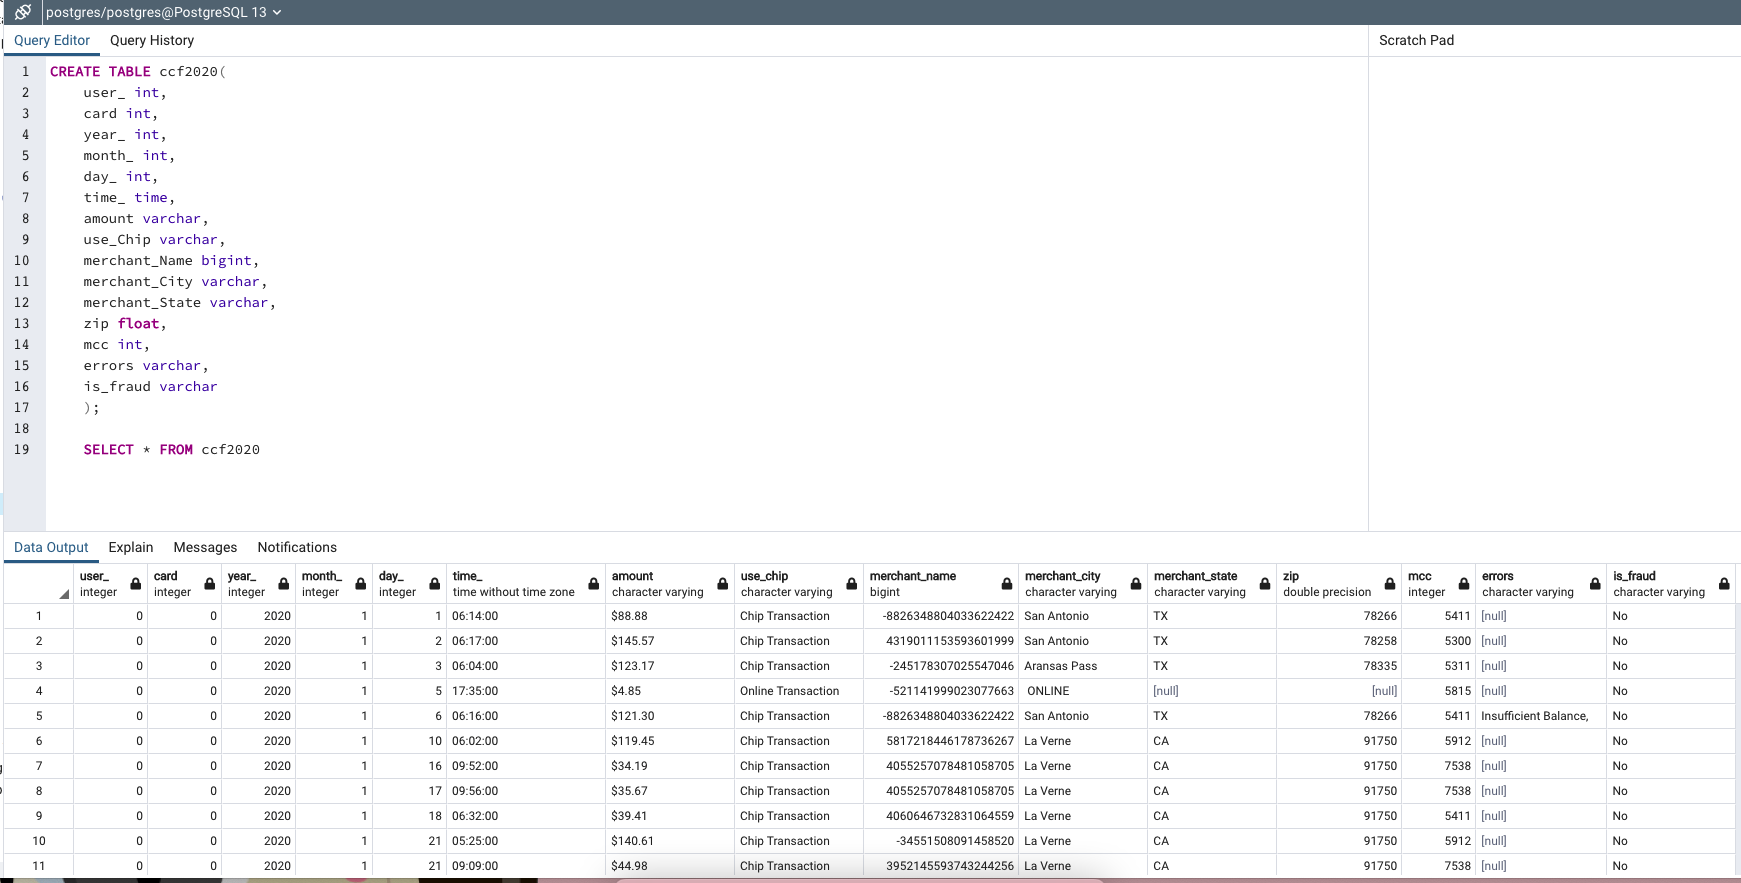 postgres/postgres@PostgreSQL 13
Query Editor Query History Scratch Pad
1 CREATE TABLE ccf2020(
2 user_ int,
3 card int,
4 year_ int,
5 month_ int,
6 day_ int,
7 time_ time,
8 amount varchar,
9 use_Chip varchar,
10 merchant_Name bigint,
11 merchant_City varchar,
12 merchant_State varchar,
13 zip float,
14 mcc int,
15 errors varchar,
16 is_fraud varchar
17 );
18
19 SELECT * FROM ccf2020
Data Output Explain Messages Notifications
user_ card year_ month_ day_ time_ amount use_chip merchant_name merchant_city merchant_state zip mcc errors is_fraud
integer integer integer integer integer time without time zone character varying character varying bigint character varying character varying double precision integer character varying character varying
1 0 0 2020 1 1 06:14:00 $88.88 Chip Transaction -8826348804033622422 San Antonio TX 78266 5411 [null] No
2 0 0 2020 1 2 06:17:00 $145.57 Chip Transaction 4319011153593601999 San Antonio TX 78258 5300 [null] No
3 0 0 2020 1 3 06:04:00 $123.17 Chip Transaction -245178307025547046 Aransas Pass TX 78335 5311 [null] No
4 0 0 2020 1 5 17:35:00 $4.85 Online Transaction -521141999023077663 ONLINE [null] [null] 5815 [null] No
5 0 0 2020 1 6 06:16:00 $121.30 Chip Transaction -8826348804033622422 San Antonio TX 78266 5411 Insufficient Balance, No
6 0 0 2020 1 10 06:02:00 $119.45 Chip Transaction 5817218446178736267 La Verne CA 91750 5912 [null] No
7 0 0 2020 1 16 09:52:00 $34.19 Chip Transaction 4055257078481058705 La Verne CA 91750 7538 [null] No
8 0 0 2020 1 17 09:56:00 $35.67 Chip Transaction 4055257078481058705 La Verne CA 91750 7538 [null] No
9 0 0 2020 1 18 06:32:00 $39.41 Chip Transaction 4060646732831064559 La Verne CA 91750 5411 [null] No
10 0 0 2020 1 21 05:25:00 $140.61 Chip Transaction -34551508091458520 La Verne CA 91750 5912 [null] No
11 0 0 2020 1 21 09:09:00 $44.98 Chip Transaction 3952145593743244256 La Verne CA 91750 7538 [null] No